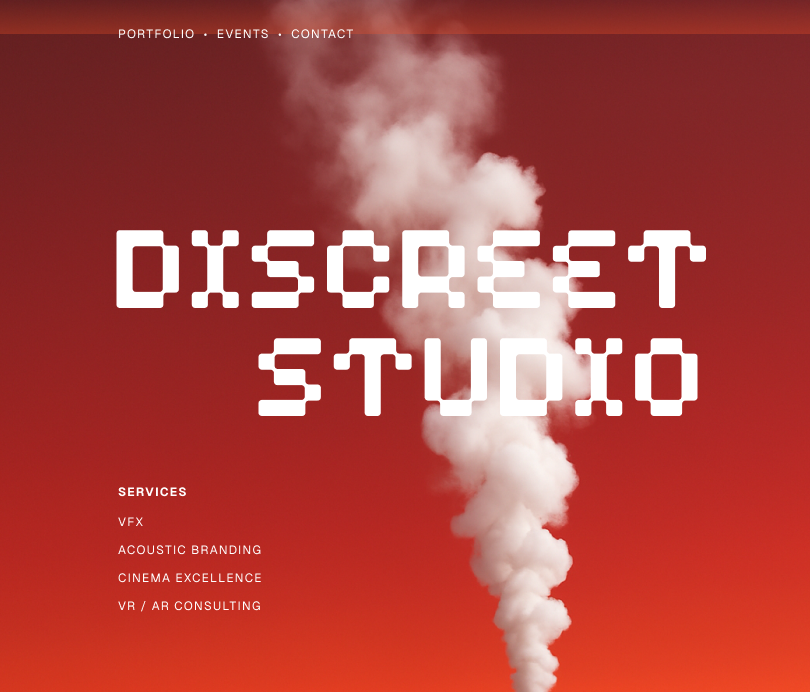 PORTFOLIO • EVENTS • CONTACT
DISCREET
STUDIO
SERVICES
VFX
ACOUSTIC BRANDING
CINEMA EXCELLENCE
VR / AR CONSULTING